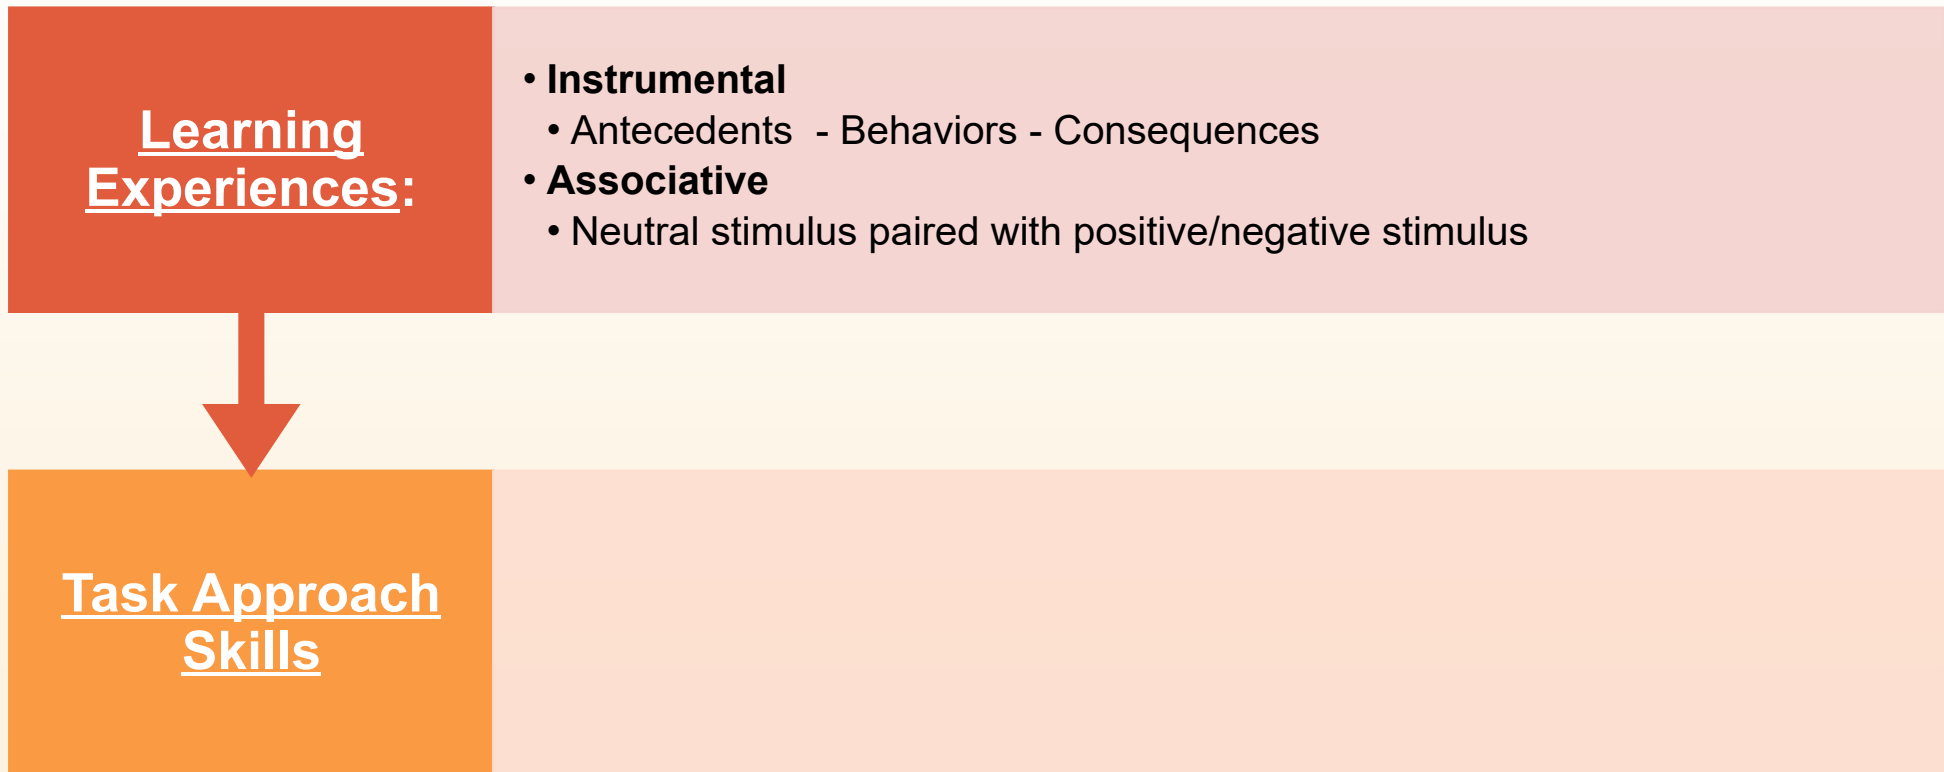 Learning
Experiences:
• Instrumental
• Antecedents - Behaviors - Consequences
• Associative
• Neutral stimulus paired with positive/negative stimulus
Task Approach
Skills